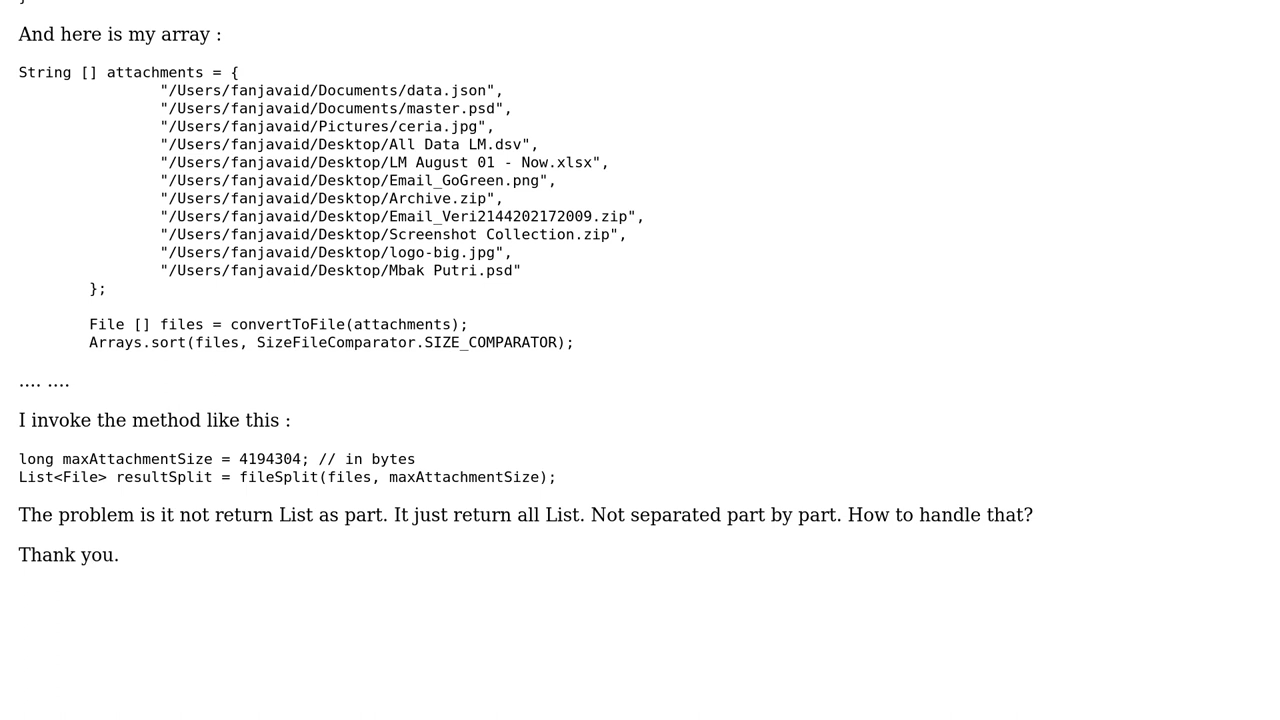 And here is my array :
String [] attachments = {
"/Users/fanjavaid/Documents/data.json",
"/Users/fanjavaid/Documents/master.psd",
"/Users/fanjavaid/Pictures/ceria.jpg",
"/Users/fanjavaid/Desktop/All Data LM.dsv",
"/Users/fanjavaid/Desktop/LM August 01 - Now.xlsx",
"/Users/fanjavaid/Desktop/Email_GoGreen.png",
"/Users/fanjavaid/Desktop/Archive.zip",
"/Users/fanjavaid/Desktop/Email_Veri2144202172009.zip",
"/Users/fanjavaid/Desktop/Screenshot Collection.zip",
"/Users/fanjavaid/Desktop/logo-big.jpg",
"/Users/fanjavaid/Desktop/Mbak Putri.psd"
};
File [] files = convertToFile(attachments);
Arrays.sort(files, SizeFileComparator.SIZE_COMPARATOR);
.... ....
I invoke the method like this :
long maxAttachmentSize = 4194304; // in bytes
List<File> resultSplit = fileSplit(files, maxAttachmentSize);
The problem is it not return List as part. It just return all List. Not separated part by part. How to handle that?
Thank you.